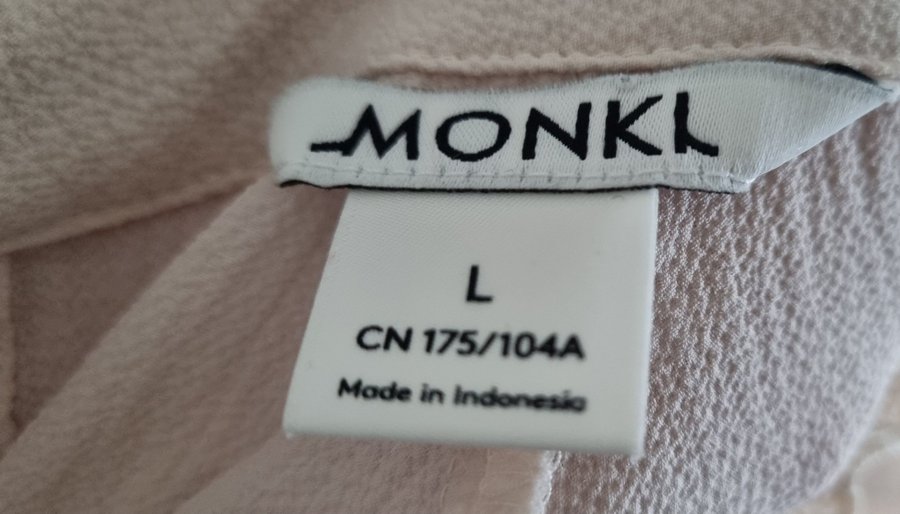 MONKI
L
CN 175/104A
Made in Indonesia